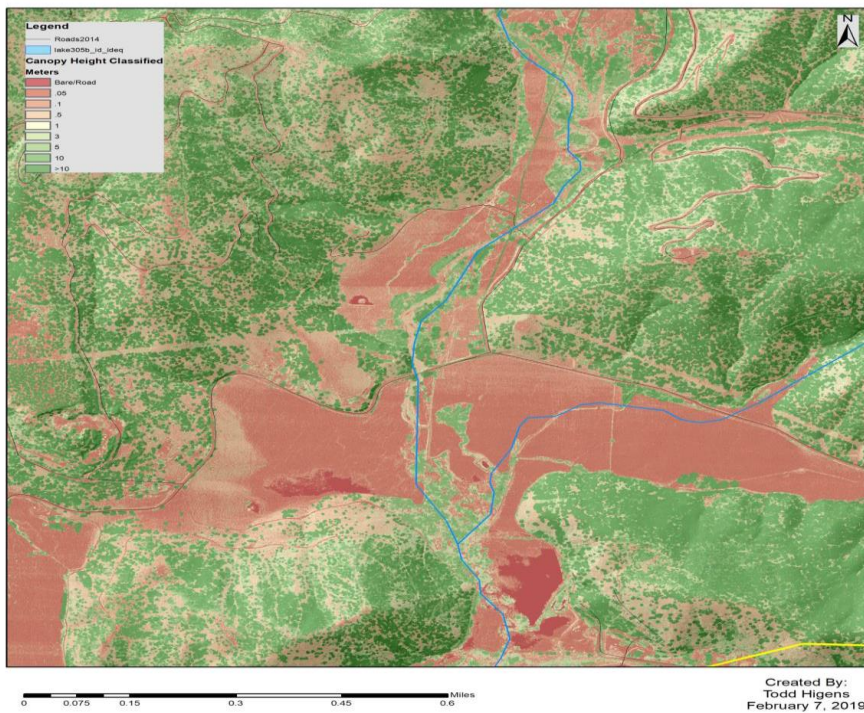 Legend
Roads2014
lake305b_id_ideq
Canopy Height Classified
Meters
Bare/Road
.05
.1
.5
1
3
5
10
>10
N
0 0.075 0.15 0.3 0.45 0.6
Miles
Created By:
Todd Higens
February 7, 2019